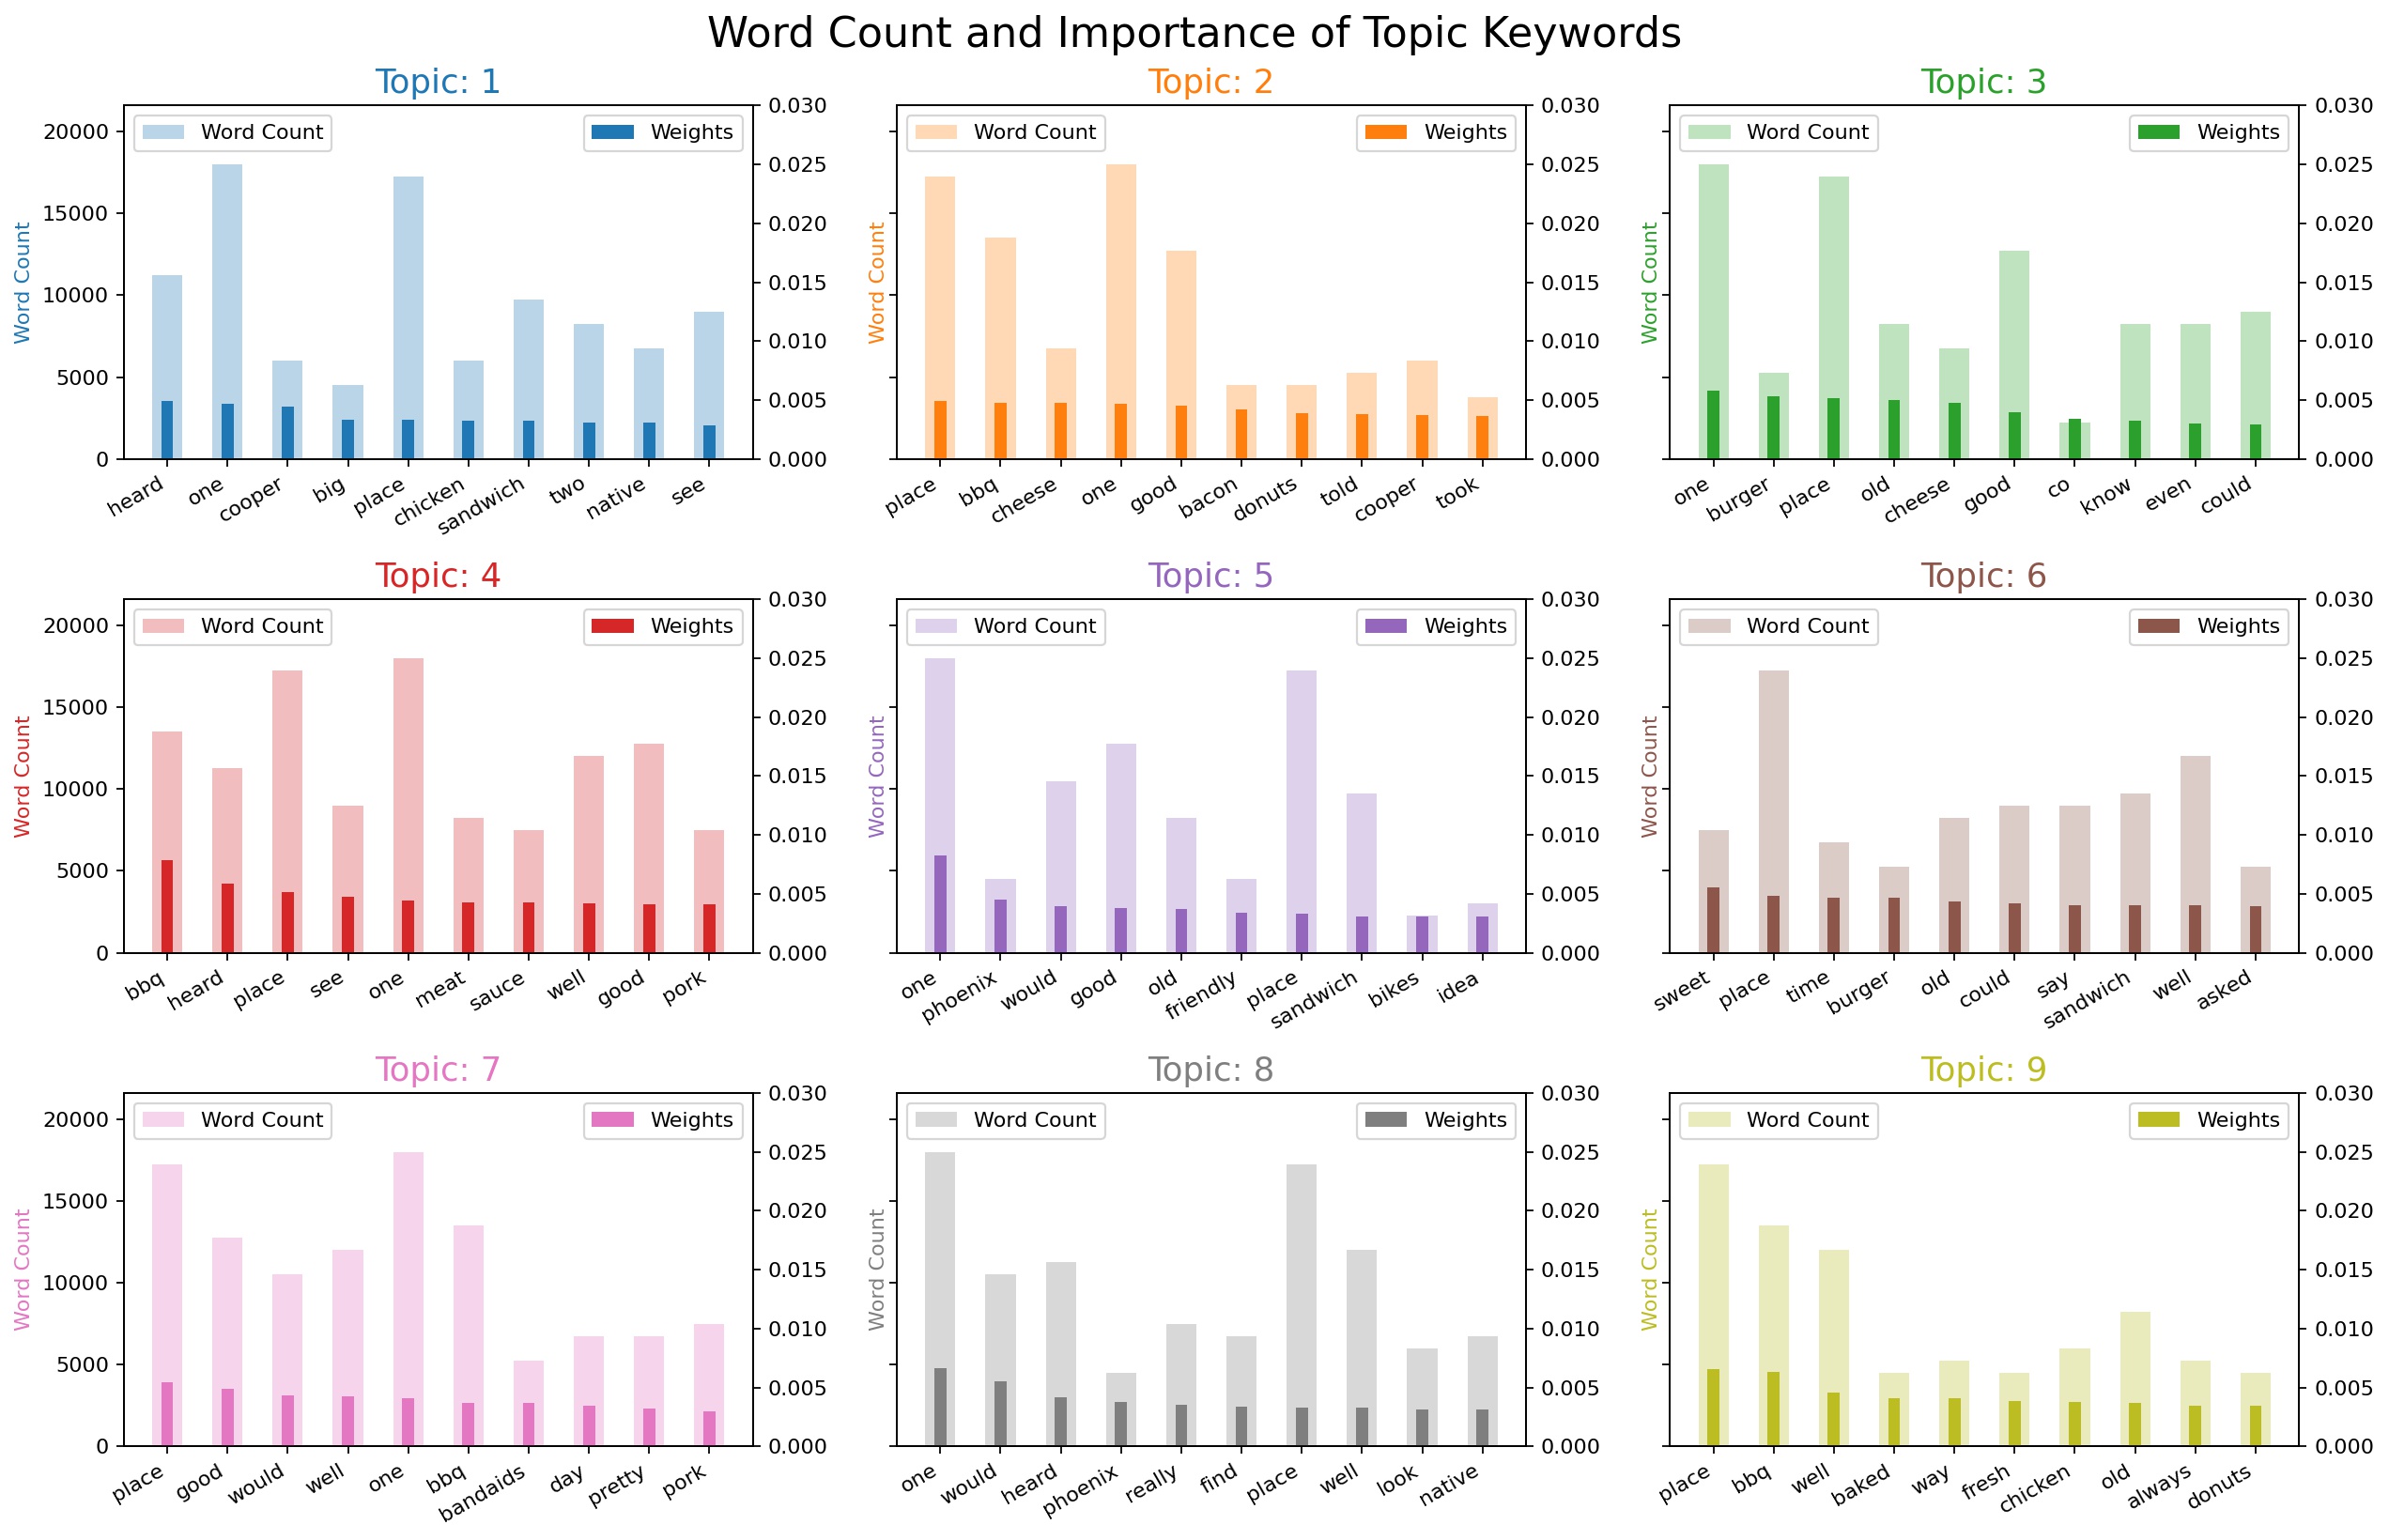 Word Count and Importance of Topic Keywords
Topic: 1
Word Count
Weights
Word Count
20000
15000
10000
5000
0
0.030
0.025
0.020
0.015
0.010
0.005
0.000
heard one cooper big place chicken sandwich two native see
Topic: 2
Word Count
Weights
Word Count
0.030
0.025
0.020
0.015
0.010
0.005
0.000
place bbq cheese one good bacon donuts told cooper took
Topic: 3
Word Count
Weights
Word Count
0.030
0.025
0.020
0.015
0.010
0.005
0.000
one burger place old cheese good co know even could
Topic: 4
Word Count
Weights
Word Count
20000
15000
10000
5000
0
0.030
0.025
0.020
0.015
0.010
0.005
0.000
bbq heard place see one meat sauce well good pork
Topic: 5
Word Count
Weights
Word Count
0.030
0.025
0.020
0.015
0.010
0.005
0.000
one phoenix would good old friendly place sandwich bikes idea
Topic: 6
Word Count
Weights
Word Count
0.030
0.025
0.020
0.015
0.010
0.005
0.000
sweet place time burger old could say sandwich well asked
Topic: 7
Word Count
Weights
Word Count
20000
15000
10000
5000
0
0.030
0.025
0.020
0.015
0.010
0.005
0.000
place good would well one bbq bandaids day pretty pork
Topic: 8
Word Count
Weights
Word Count
0.030
0.025
0.020
0.015
0.010
0.005
0.000
one would heard phoenix really find place well look native
Topic: 9
Word Count
Weights
Word Count
0.030
0.025
0.020
0.015
0.010
0.005
0.000
place bbq well baked way fresh chicken old always donuts